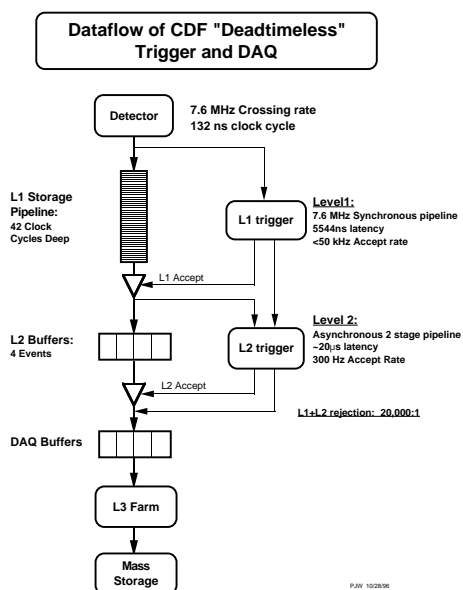 Dataflow of CDF "Deadtimeless"
Trigger and DAQ
Detector
7.6 MHz Crossing rate
132 ns clock cycle
L1 Storage
Pipeline:
42 Clock
Cycles Deep
L1 trigger
Level1:
7.6 MHz Synchronous pipeline
5544ns latency
<50 kHz Accept rate
L1 Accept
L2 Buffers:
4 Events
L2 trigger
Level 2:
Asynchronous 2 stage pipeline
~20µs latency
300 Hz Accept Rate
L2 Accept
L1+L2 rejection: 20,000:1
DAQ Buffers
L3 Farm
Mass
Storage
PJW 10/28/96